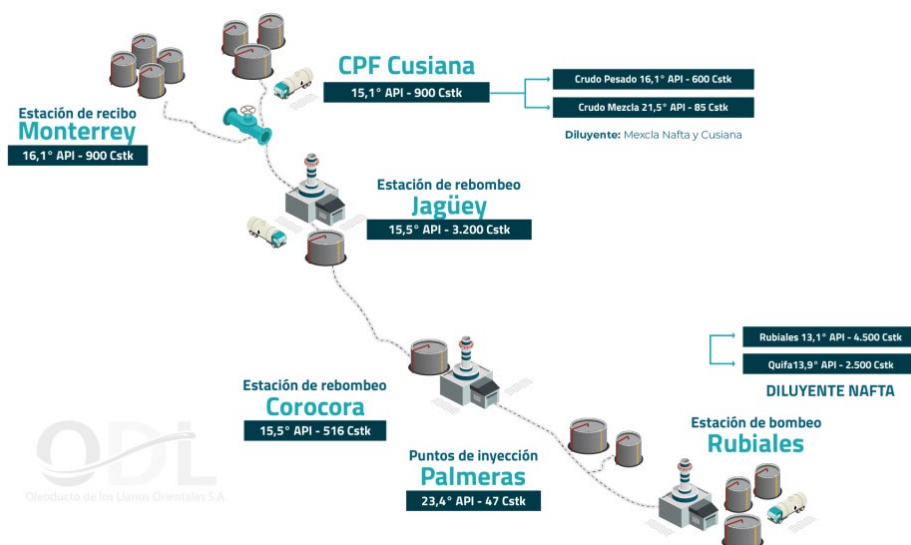 CPF Cusiana
15,1° API - 900 Cstk
Crudo Pesado 16,1° API - 600 Cstk
Crudo Mezcla 21,5° API - 85 Cstk
Diluyente: Mexcla Nafta y Cusiana
Estación de recibo
Monterrey
16,1° API - 900 Cstk
Estación de rebombeo
Jagüey
15,5° API - 3.200 Cstk
Rubiales 13,1° API - 4.500 Cstk
Quifa13,9° API - 2.500 Cstk
DILUYENTE NAFTA
Estación de rebombeo
Corocora
15,5° API - 516 Cstk
Estación de bombeo
Rubiales
Puntos de inyección
Palmeras
23,4° API - 47 Cstk
ODL
Oleoducto de los Llanos Orientales S.A.